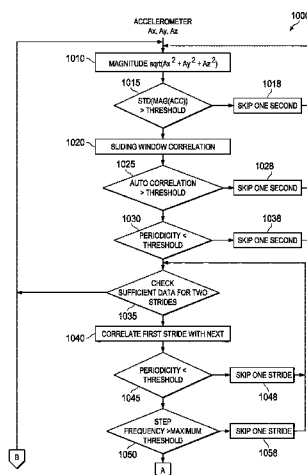 1000
ACCELEROMETER
Ax, Ay, Az
1010
MAGNITUDE sqrt(Ax² + Ay² + Az²)
1015
STD(MAG(ACC))
> THRESHOLD
1018
SKIP ONE SECOND
1020
SLIDING WINDOW CORRELATION
1025
AUTO CORRELATION
> THRESHOLD
1028
SKIP ONE SECOND
1030
PERIODICITY <
THRESHOLD
1036
SKIP ONE SECOND
CHECK
SUFFICIENT DATA FOR TWO
STRIDES
1035
1040
CORRELATE FIRST STRIDE WITH NEXT
PERIODICITY <
THRESHOLD
1045
SKIP ONE STRIDE
1048
STEP
FREQUENCY >MAXIMUM
THRESHOLD
1050
SKIP ONE STRIDE
1058
B
A